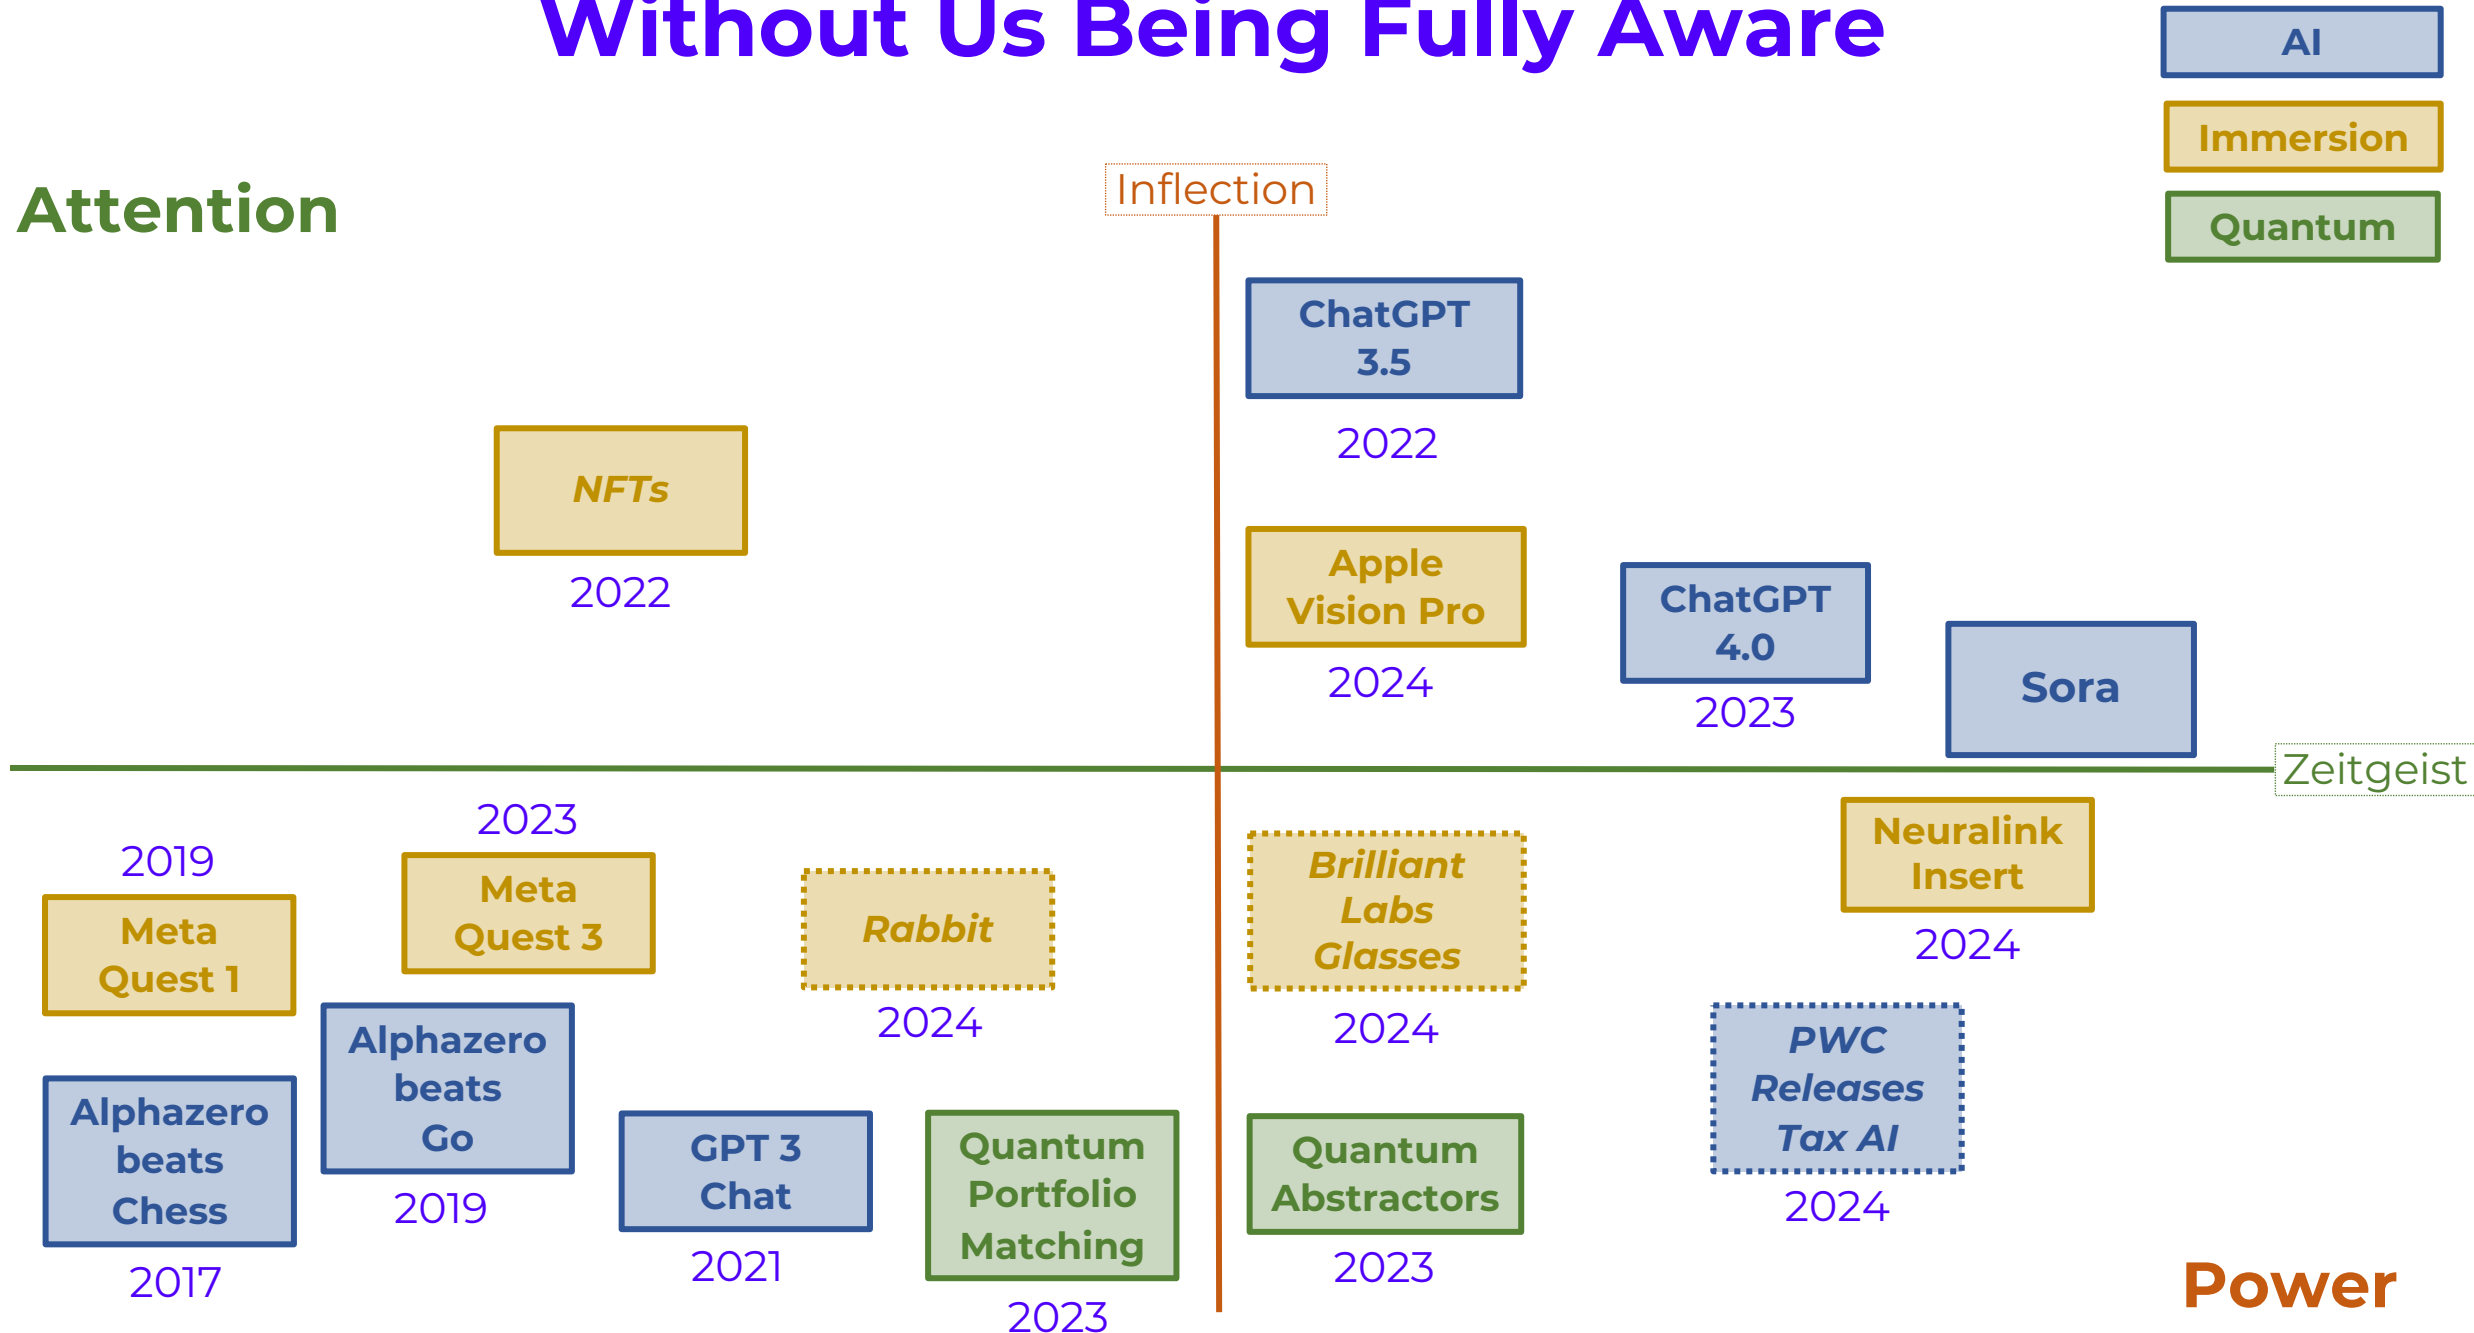 Without Us Being Fully Aware
AI
Immersion
Quantum
Attention
Inflection
ChatGPT
3.5
2022
NFTs
2022
Apple
Vision Pro
2024
ChatGPT
4.0
2023
Sora
Zeitgeist
2019
Meta
Quest 1
2023
Meta
Quest 3
Rabbit
2024
Brilliant
Labs
Glasses
2024
Neuralink
Insert
2024
Alphazero
beats
Chess
2017
Alphazero
beats
Go
2019
GPT 3
Chat
2021
Quantum
Portfolio
Matching
2023
Quantum
Abstractors
2023
PWC
Releases
Tax AI
2024
Power